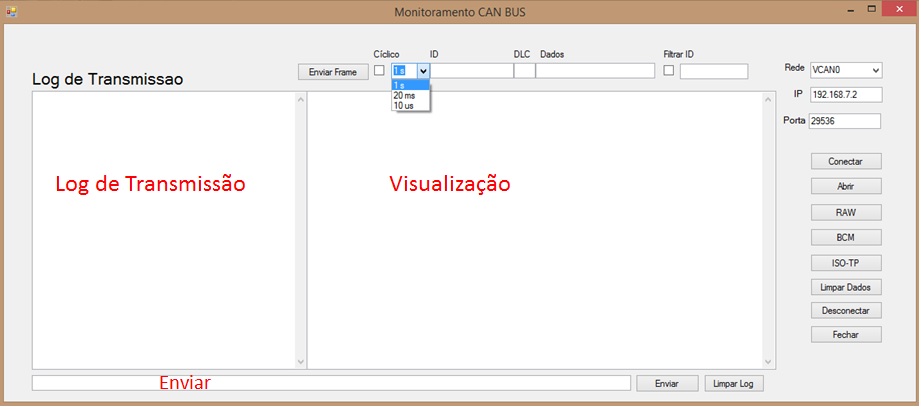 Monitoramento CAN BUS
Cíclico ID DLC Dados Filtrar ID
Log de Transmissao
Enviar Frame 1 s
1 s
20 ms
10 us
Rede VCAN0
IP 192.168.7.2
Porta 29536
Log de Transmissão
Visualização
Conectar
Abrir
RAW
BCM
ISO-TP
Limpar Dados
Desconectar
Fechar
Enviar
Enviar Limpar Log